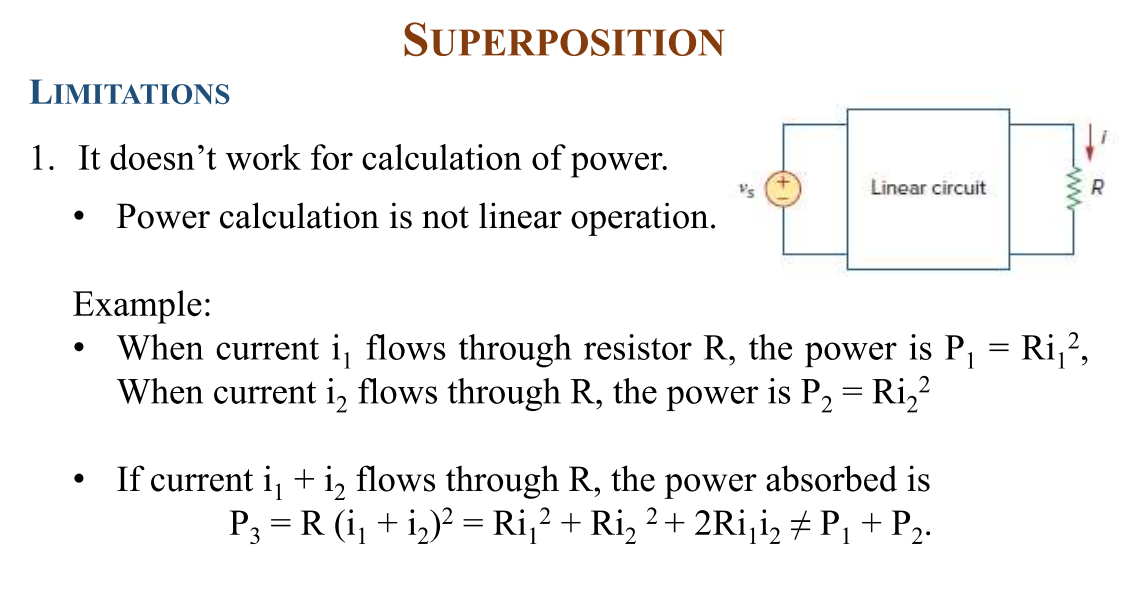 SUPERPOSITION
LIMITATIONS
1. It doesn’t work for calculation of power.
• Power calculation is not linear operation.
vs
+
−
Linear circuit
i
R
Example:
• When current i₁ flows through resistor R, the power is P₁ = Ri₁²,
When current i₂ flows through R, the power is P₂ = Ri₂²
• If current i₁ + i₂ flows through R, the power absorbed is
P₃ = R (i₁ + i₂)² = Ri₁² + Ri₂ ² + 2Ri₁i₂ ≠ P₁ + P₂.